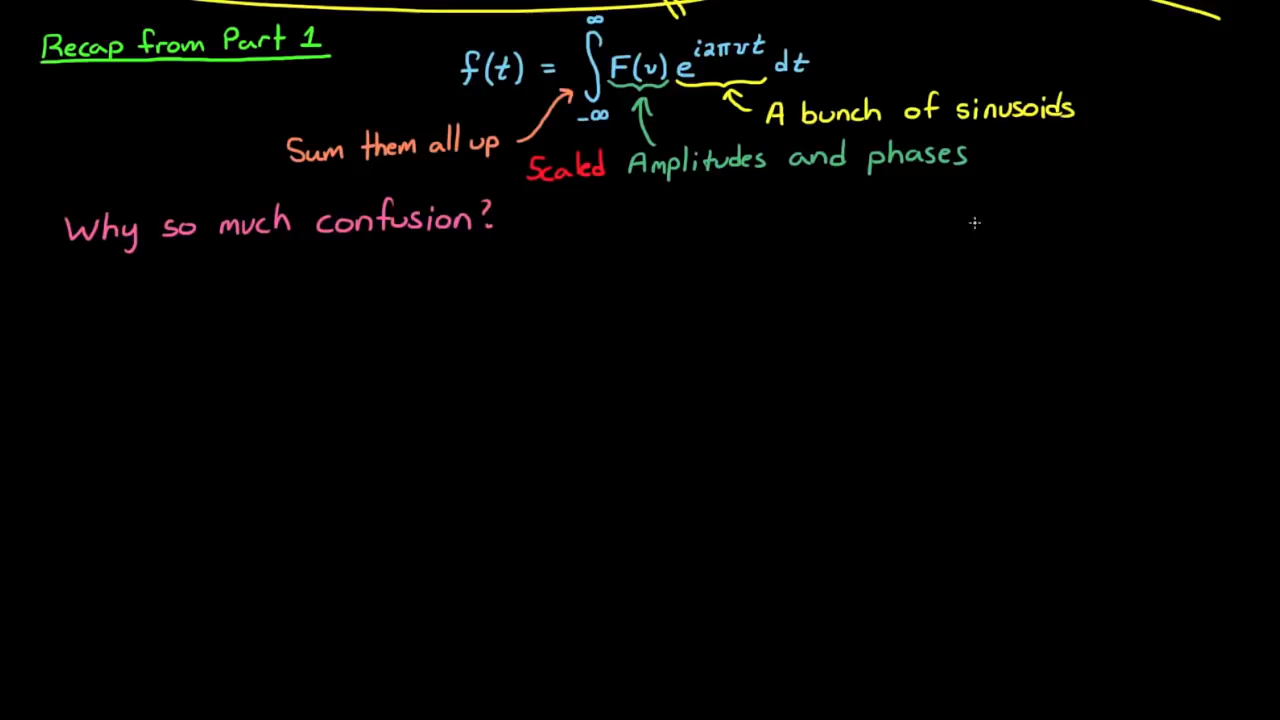 Recap from Part 1
f(t) = ∫_{-∞}^{∞} F(ν) e^{i2πνt} dt
A bunch of sinusoids
Sum them all up
Scaled Amplitudes and phases
Why so much confusion?